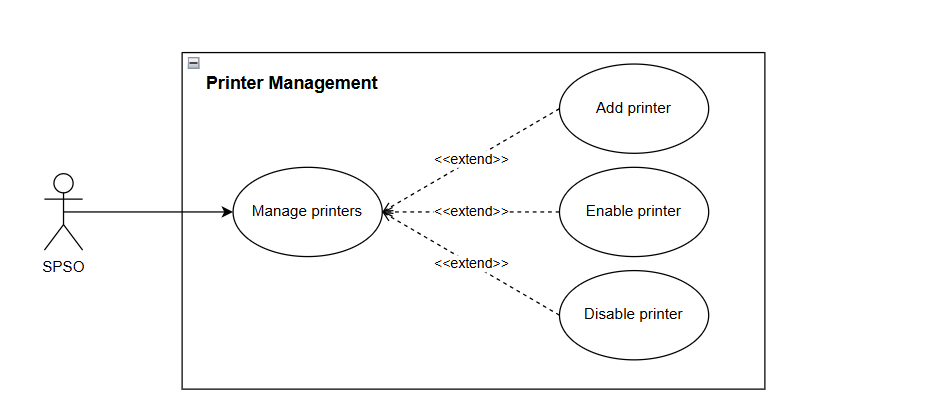 Printer Management
Add printer
<<extend>>
Manage printers
<<extend>>
Enable printer
SPSO
<<extend>>
Disable printer